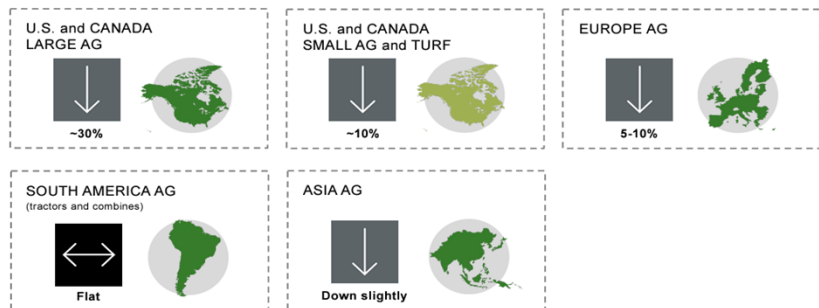 U.S. and CANADA
LARGE AG
~30%
U.S. and CANADA
SMALL AG and TURF
~10%
EUROPE AG
5-10%
SOUTH AMERICA AG
(tractors and combines)
Flat
ASIA AG
Down slightly